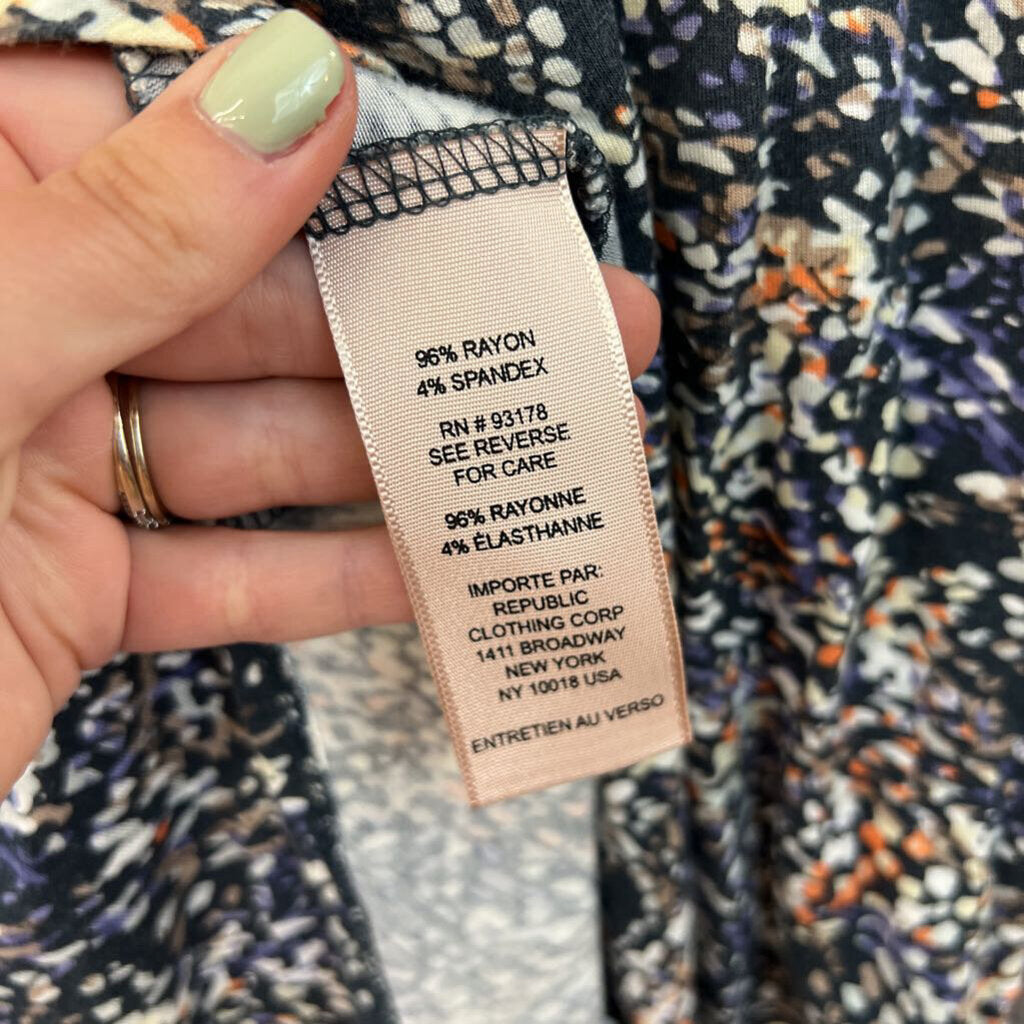 96% RAYON
4% SPANDEX
RN # 93178
SEE REVERSE
FOR CARE
96% RAYONNE
4% ÉLASTHANNE
IMPORTE PAR:
REPUBLIC
CLOTHING CORP
1411 BROADWAY
NEW YORK
NY 10018 USA
ENTRETIEN AU VERSO